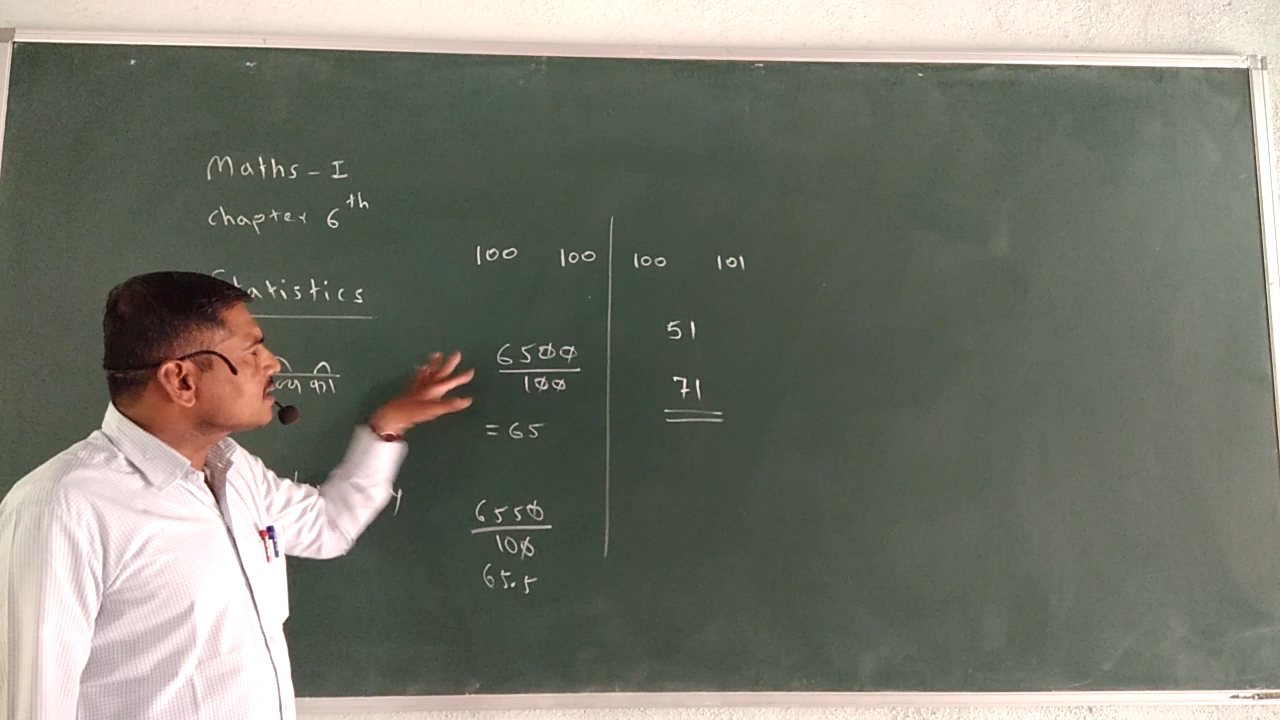 Maths - I
Chapter 6th
Statistics
100 100 100 101
6500
100
= 65
6550
100
65.5
51
71